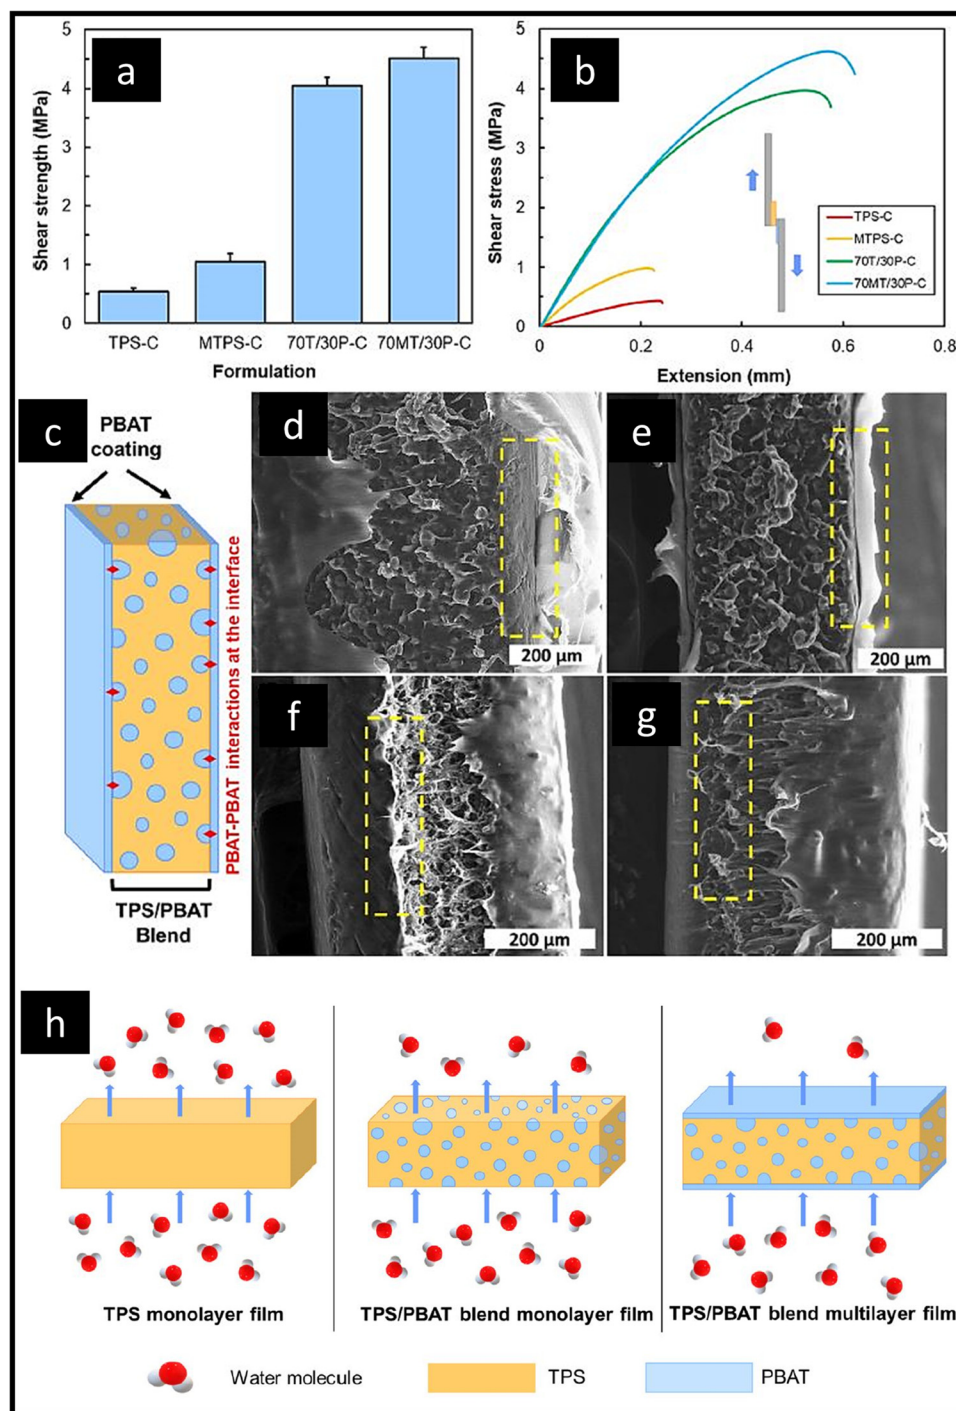 a
5
4
3
2
1
0
Shear strength (MPa)
TPS-C
MTPS-C
70T/30P-C
70MT/30P-C
Formulation
b
5
4
3
2
1
0
Shear stress (MPa)
TPS-C
MTPS-C
70T/30P-C
70MT/30P-C
0
0.2
0.4
0.6
0.8
Extension (mm)
c
PBAT
coating
PBAT-PBAT interactions at the interface
TPS/PBAT
Blend
d
200 µm
e
200 µm
f
200 µm
g
200 µm
h
TPS monolayer film
TPS/PBAT blend monolayer film
TPS/PBAT blend multilayer film
Water molecule
TPS
PBAT